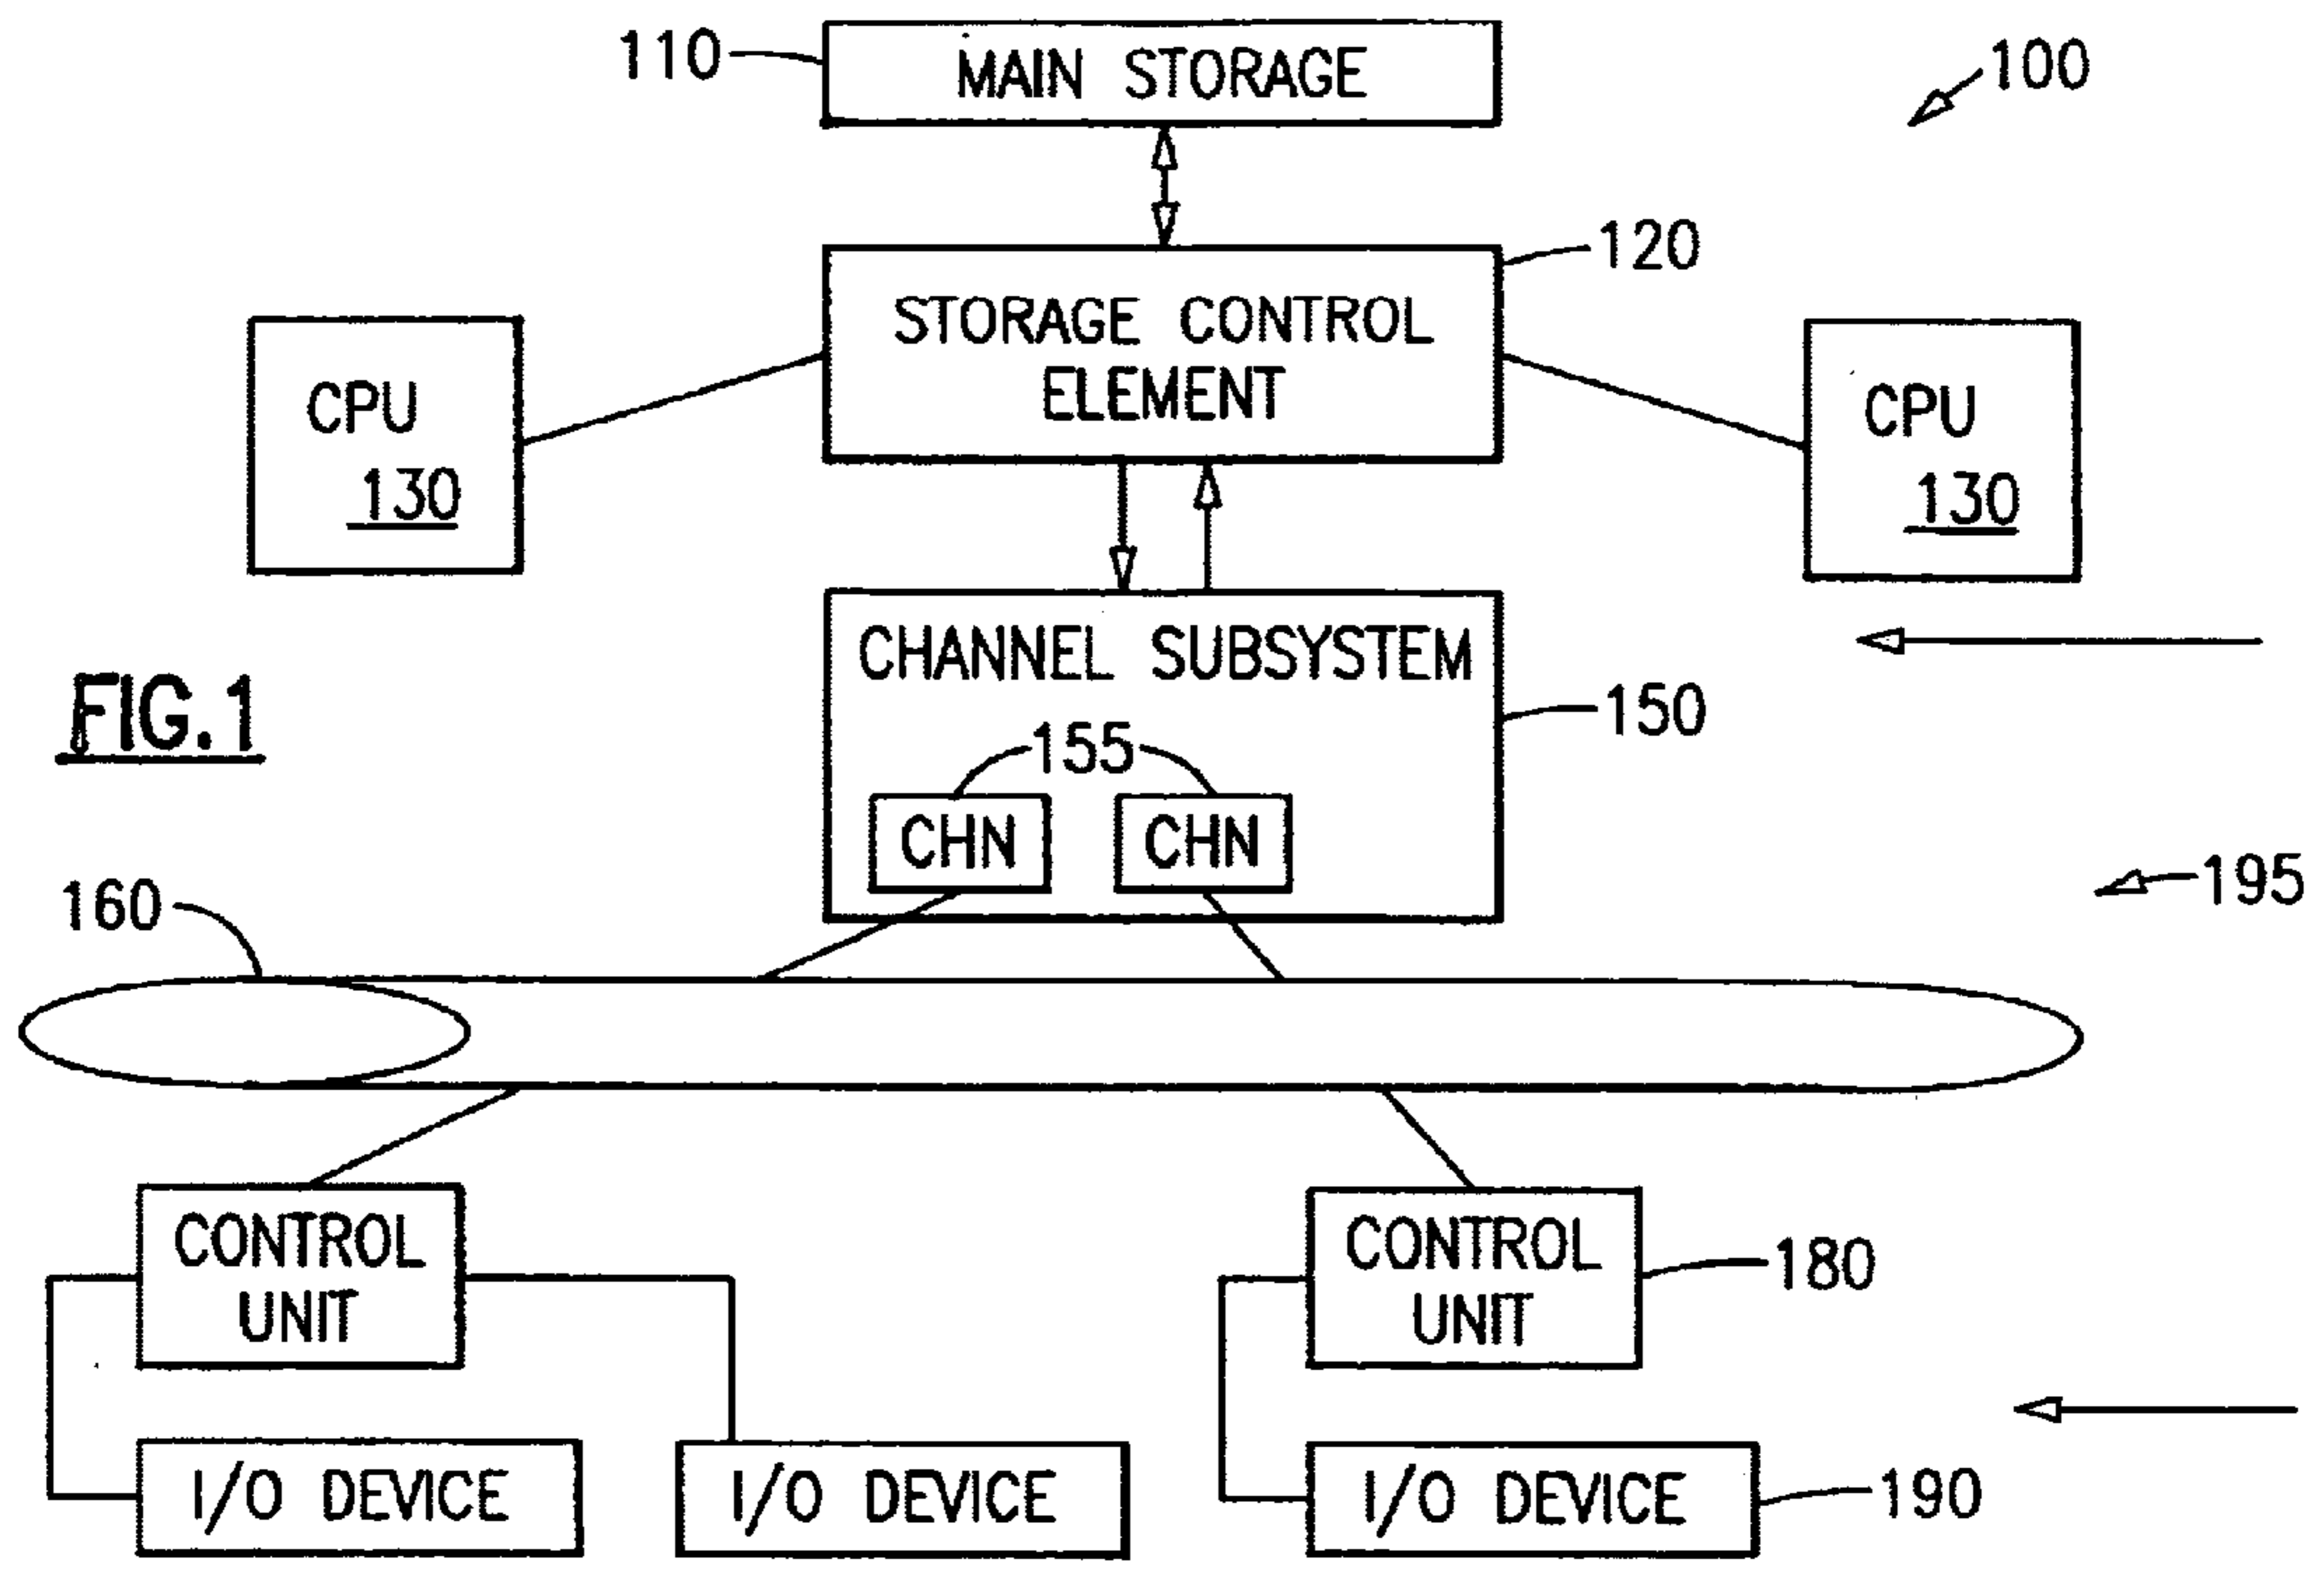 110
MAIN STORAGE
100
120
STORAGE CONTROL
ELEMENT
CPU
130
CPU
130
CHANNEL SUBSYSTEM
150
FIG.1
155
CHN
CHN
160
195
CONTROL
UNIT
CONTROL
UNIT
180
I/O DEVICE
I/O DEVICE
I/O DEVICE
190